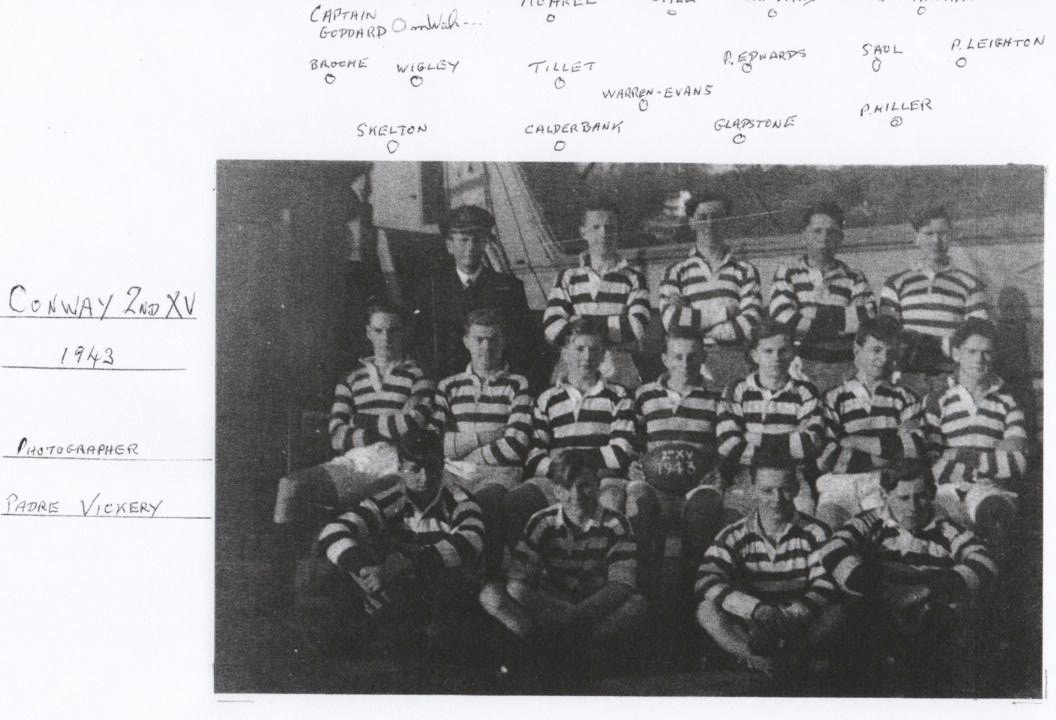 CAPTAIN
GODDARD
BROOME WIGLEY TILLET P. EDWARDS SAUL P. LEIGHTON
WARREN-EVANS
SKELTON CALDERBANK GLADSTONE P. MILLER
CONWAY 2ND XV
1943
PHOTOGRAPHER
PADRE VICKERY
2ND XV
1943